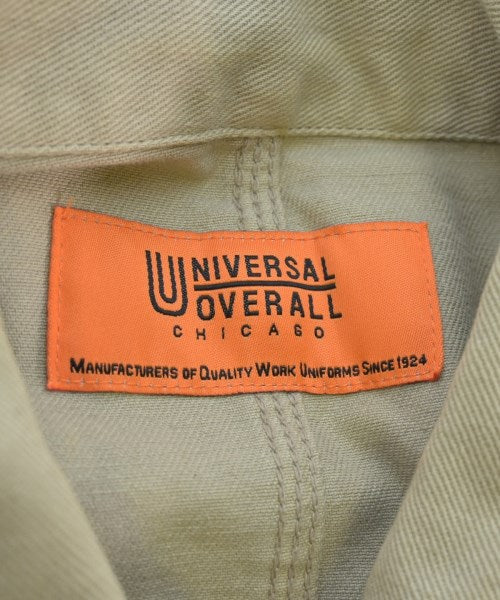 UNIVERSAL
OVERALL
CHICAGO
MANUFACTURERS OF QUALITY WORK UNIFORMS SINCE 1924